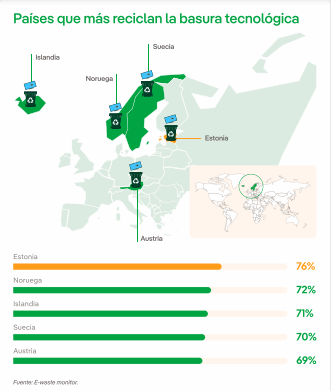 Países que más reciclan la basura tecnológica
Suecia
Islandia
Noruega
Estonia
Austria
Estonia
76%
Noruega
72%
Islandia
71%
Suecia
70%
Austria
69%
Fuente: E-waste monitor.